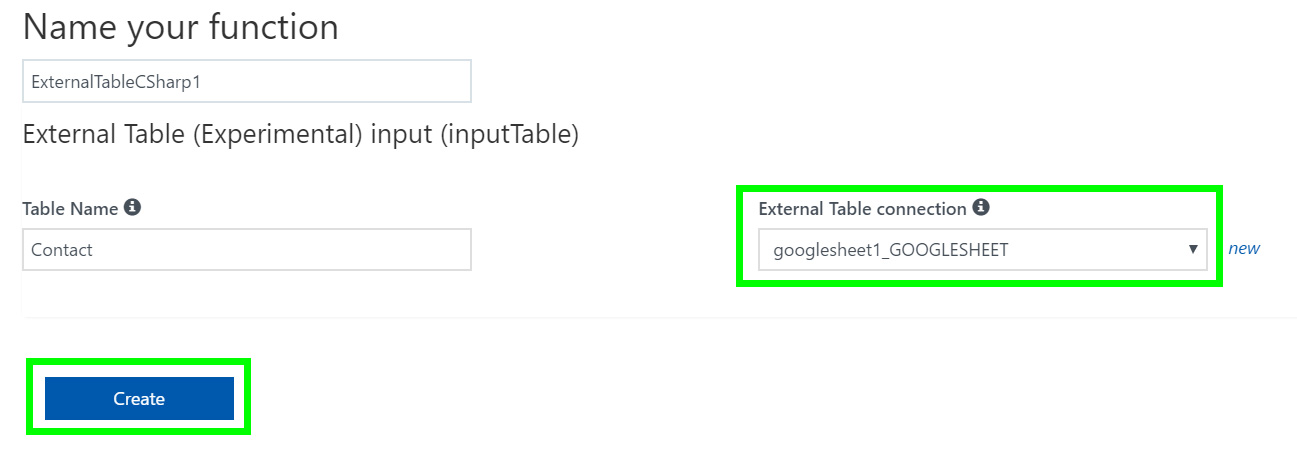 Name your function
ExternalTableCSharp1
External Table (Experimental) input (inputTable)
Table Name
External Table connection
Contact
googlesheet1_GOOGLESHEET
new
Create